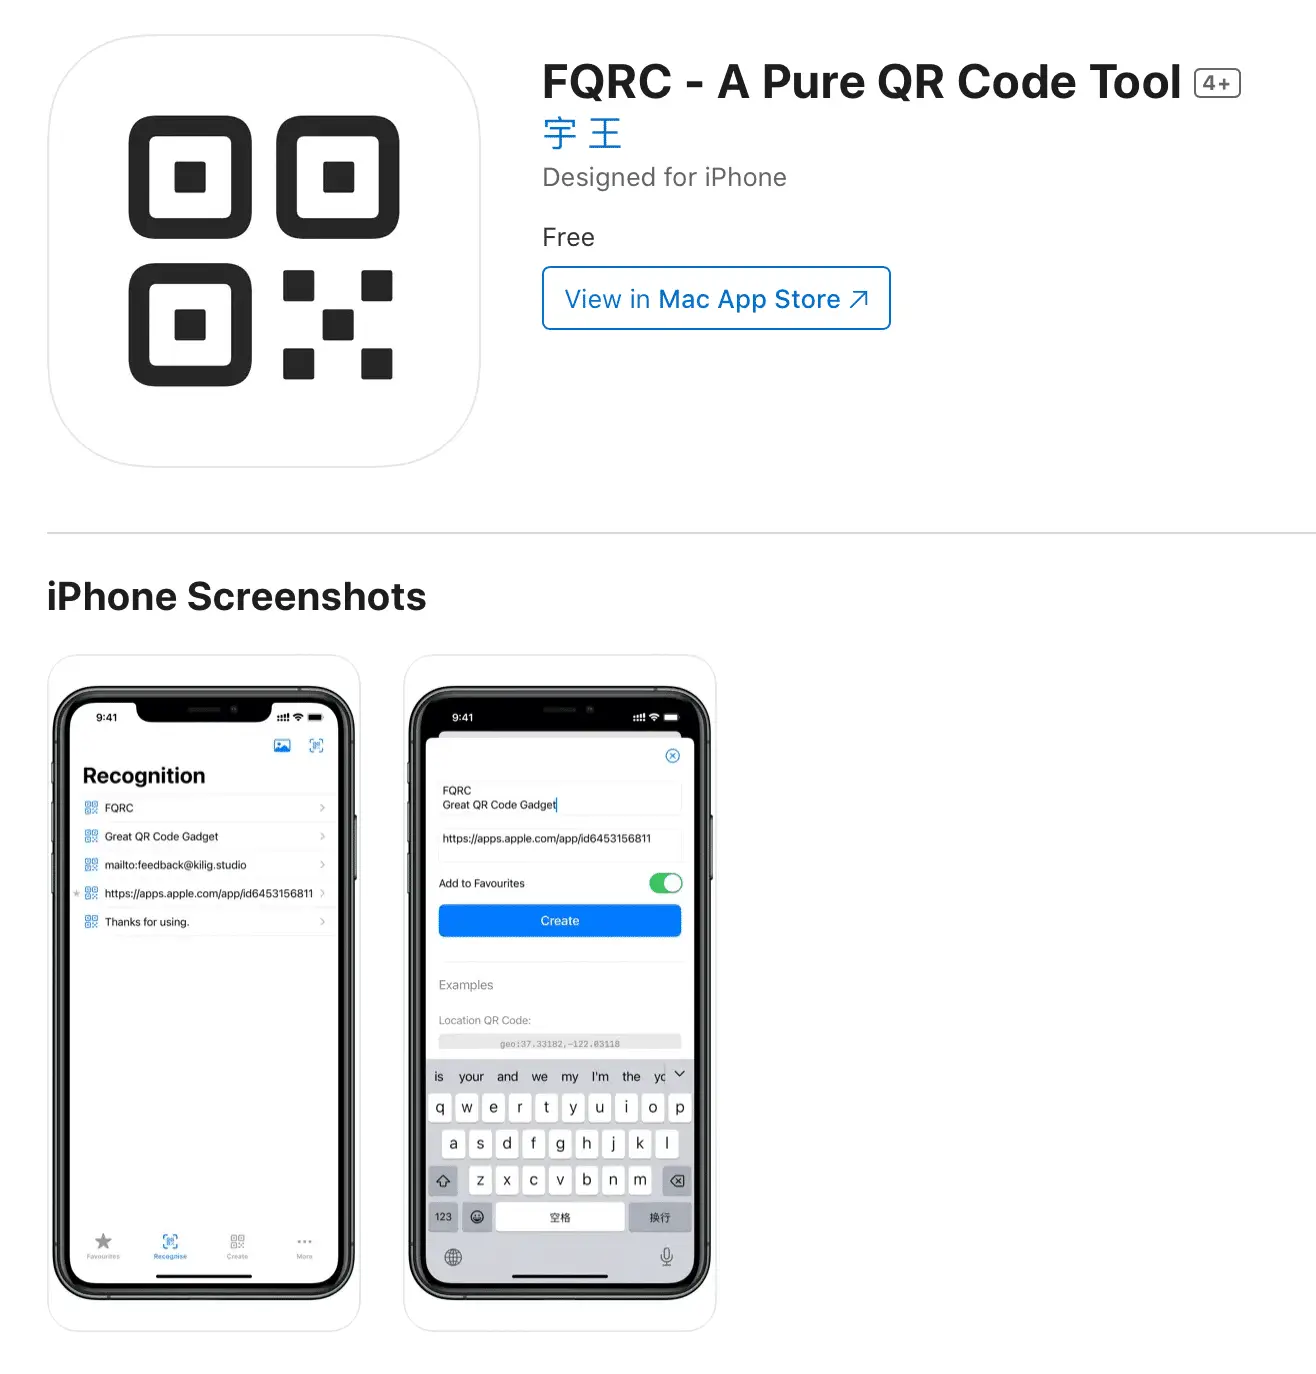 FQRC - A Pure QR Code Tool 4+
宇 王
Designed for iPhone
Free
View in Mac App Store
iPhone Screenshots
9:41
Recognition
FQRC
Great QR Code Gadget
mailto:feedback@kilig.studio
https://apps.apple.com/app/id6453156811
Thanks for using.
Favourites Recognise Create More
9:41
FQRC
Great QR Code Gadget
https://apps.apple.com/app/id6453156811
Add to Favourites
Create
Examples
Location QR Code:
geo:37.33182,-122.03118
is your and we my I'm the yo
q w e r t y u i o p
a s d f g h j k l
z x c v b n m
123 空格 换行